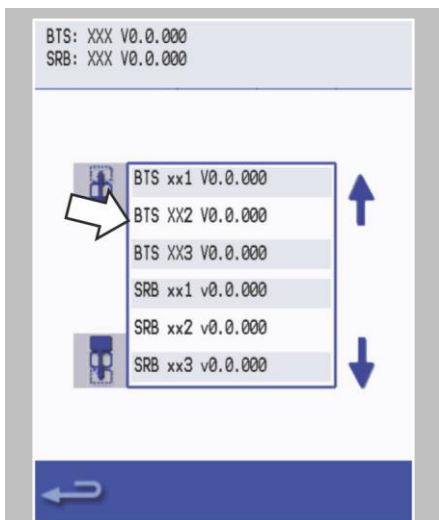 BTS: XXX V0.0.000
SRB: XXX V0.0.000
BTS xx1 V0.0.000
BTS XX2 V0.0.000
BTS XX3 V0.0.000
SRB xx1 v0.0.000
SRB xx2 v0.0.000
SRB xx3 v0.0.000